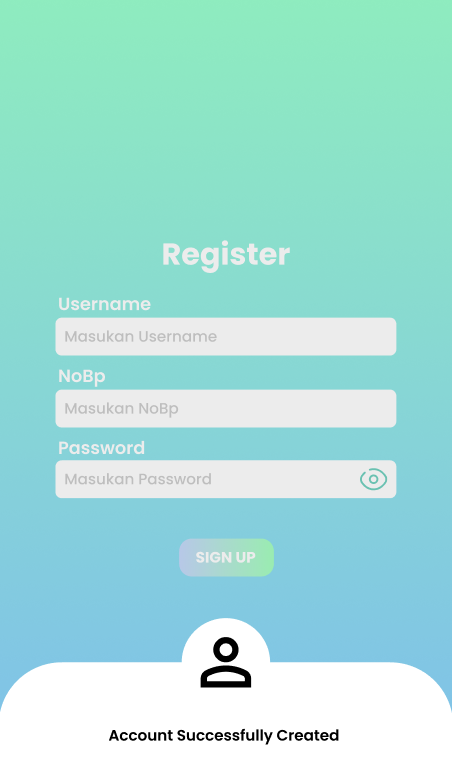 Register
Username
Masukan Username
NoBp
Masukan NoBp
Password
Masukan Password
SIGN UP
Account Successfully Created